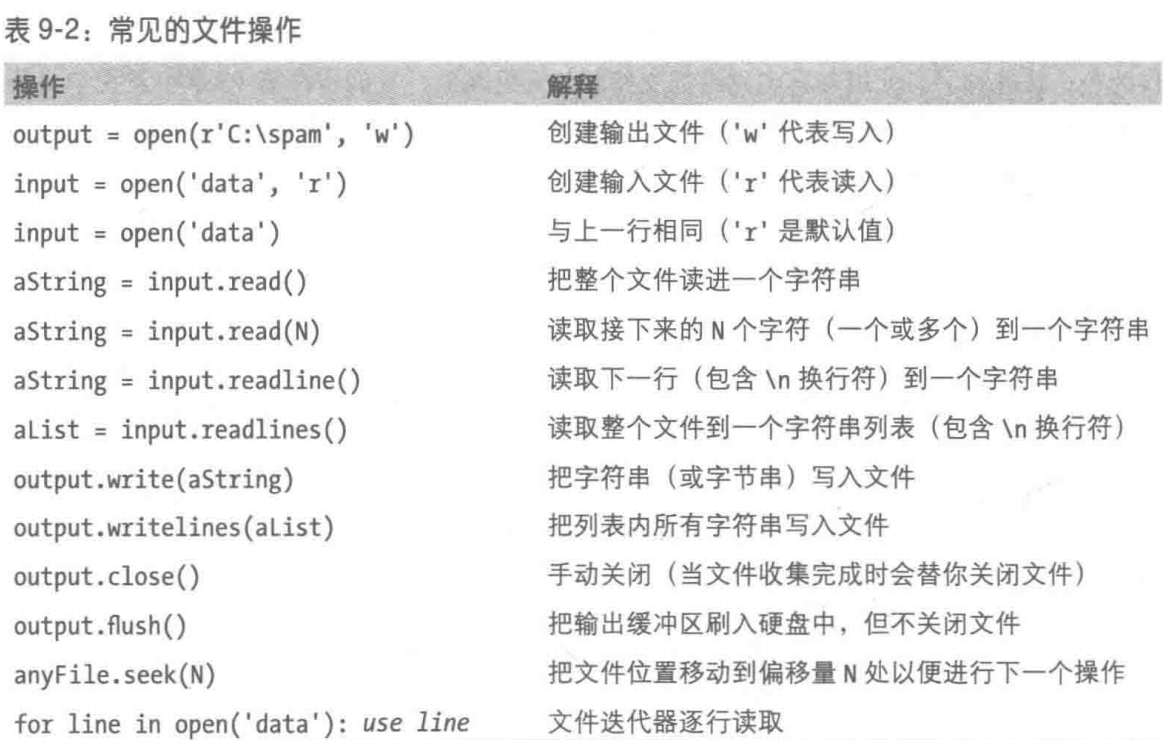 表 9-2：常见的文件操作
操作 解释
output = open(r'C:\spam', 'w') 创建输出文件（'w' 代表写入）
input = open('data', 'r') 创建输入文件（'r' 代表读入）
input = open('data') 与上一行相同（'r' 是默认值）
aString = input.read() 把整个文件读进一个字符串
aString = input.read(N) 读取接下来的 N 个字符（一个或多个）到一个字符串
aString = input.readline() 读取下一行（包含 \n 换行符）到一个字符串
aList = input.readlines() 读取整个文件到一个字符串列表（包含 \n 换行符）
output.write(aString) 把字符串（或字节串）写入文件
output.writelines(aList) 把列表内所有字符串写入文件
output.close() 手动关闭（当文件收集完成时会替你关闭文件）
output.flush() 把输出缓冲区刷入硬盘中，但不关闭文件
anyFile.seek(N) 把文件位置移动到偏移量 N 处以便进行下一个操作
for line in open('data'): use line 文件迭代器逐行读取